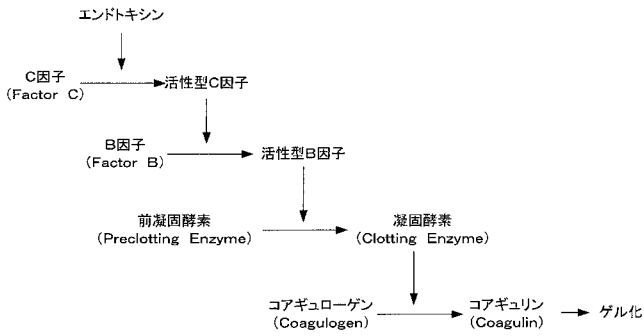 エンドトキシン
C因子
(Factor C)
活性型C因子
B因子
(Factor B)
活性型B因子
前凝固酵素
(Preclotting Enzyme)
凝固酵素
(Clotting Enzyme)
コアギュローゲン
(Coagulogen)
コアギュリン
(Coagulin)
ゲル化